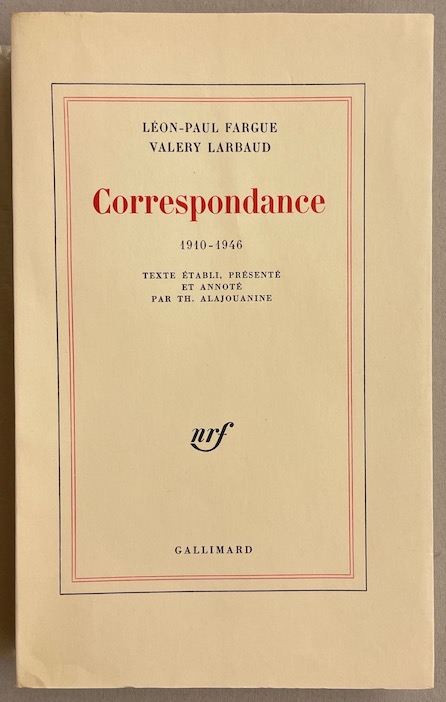 LÉON-PAUL FARGUE
VALERY LARBAUD
Correspondance
1910-1946
TEXTE ÉTABLI, PRÉSENTÉ
ET ANNOTÉ
PAR TH. ALAJOUANINE
nrf
GALLIMARD